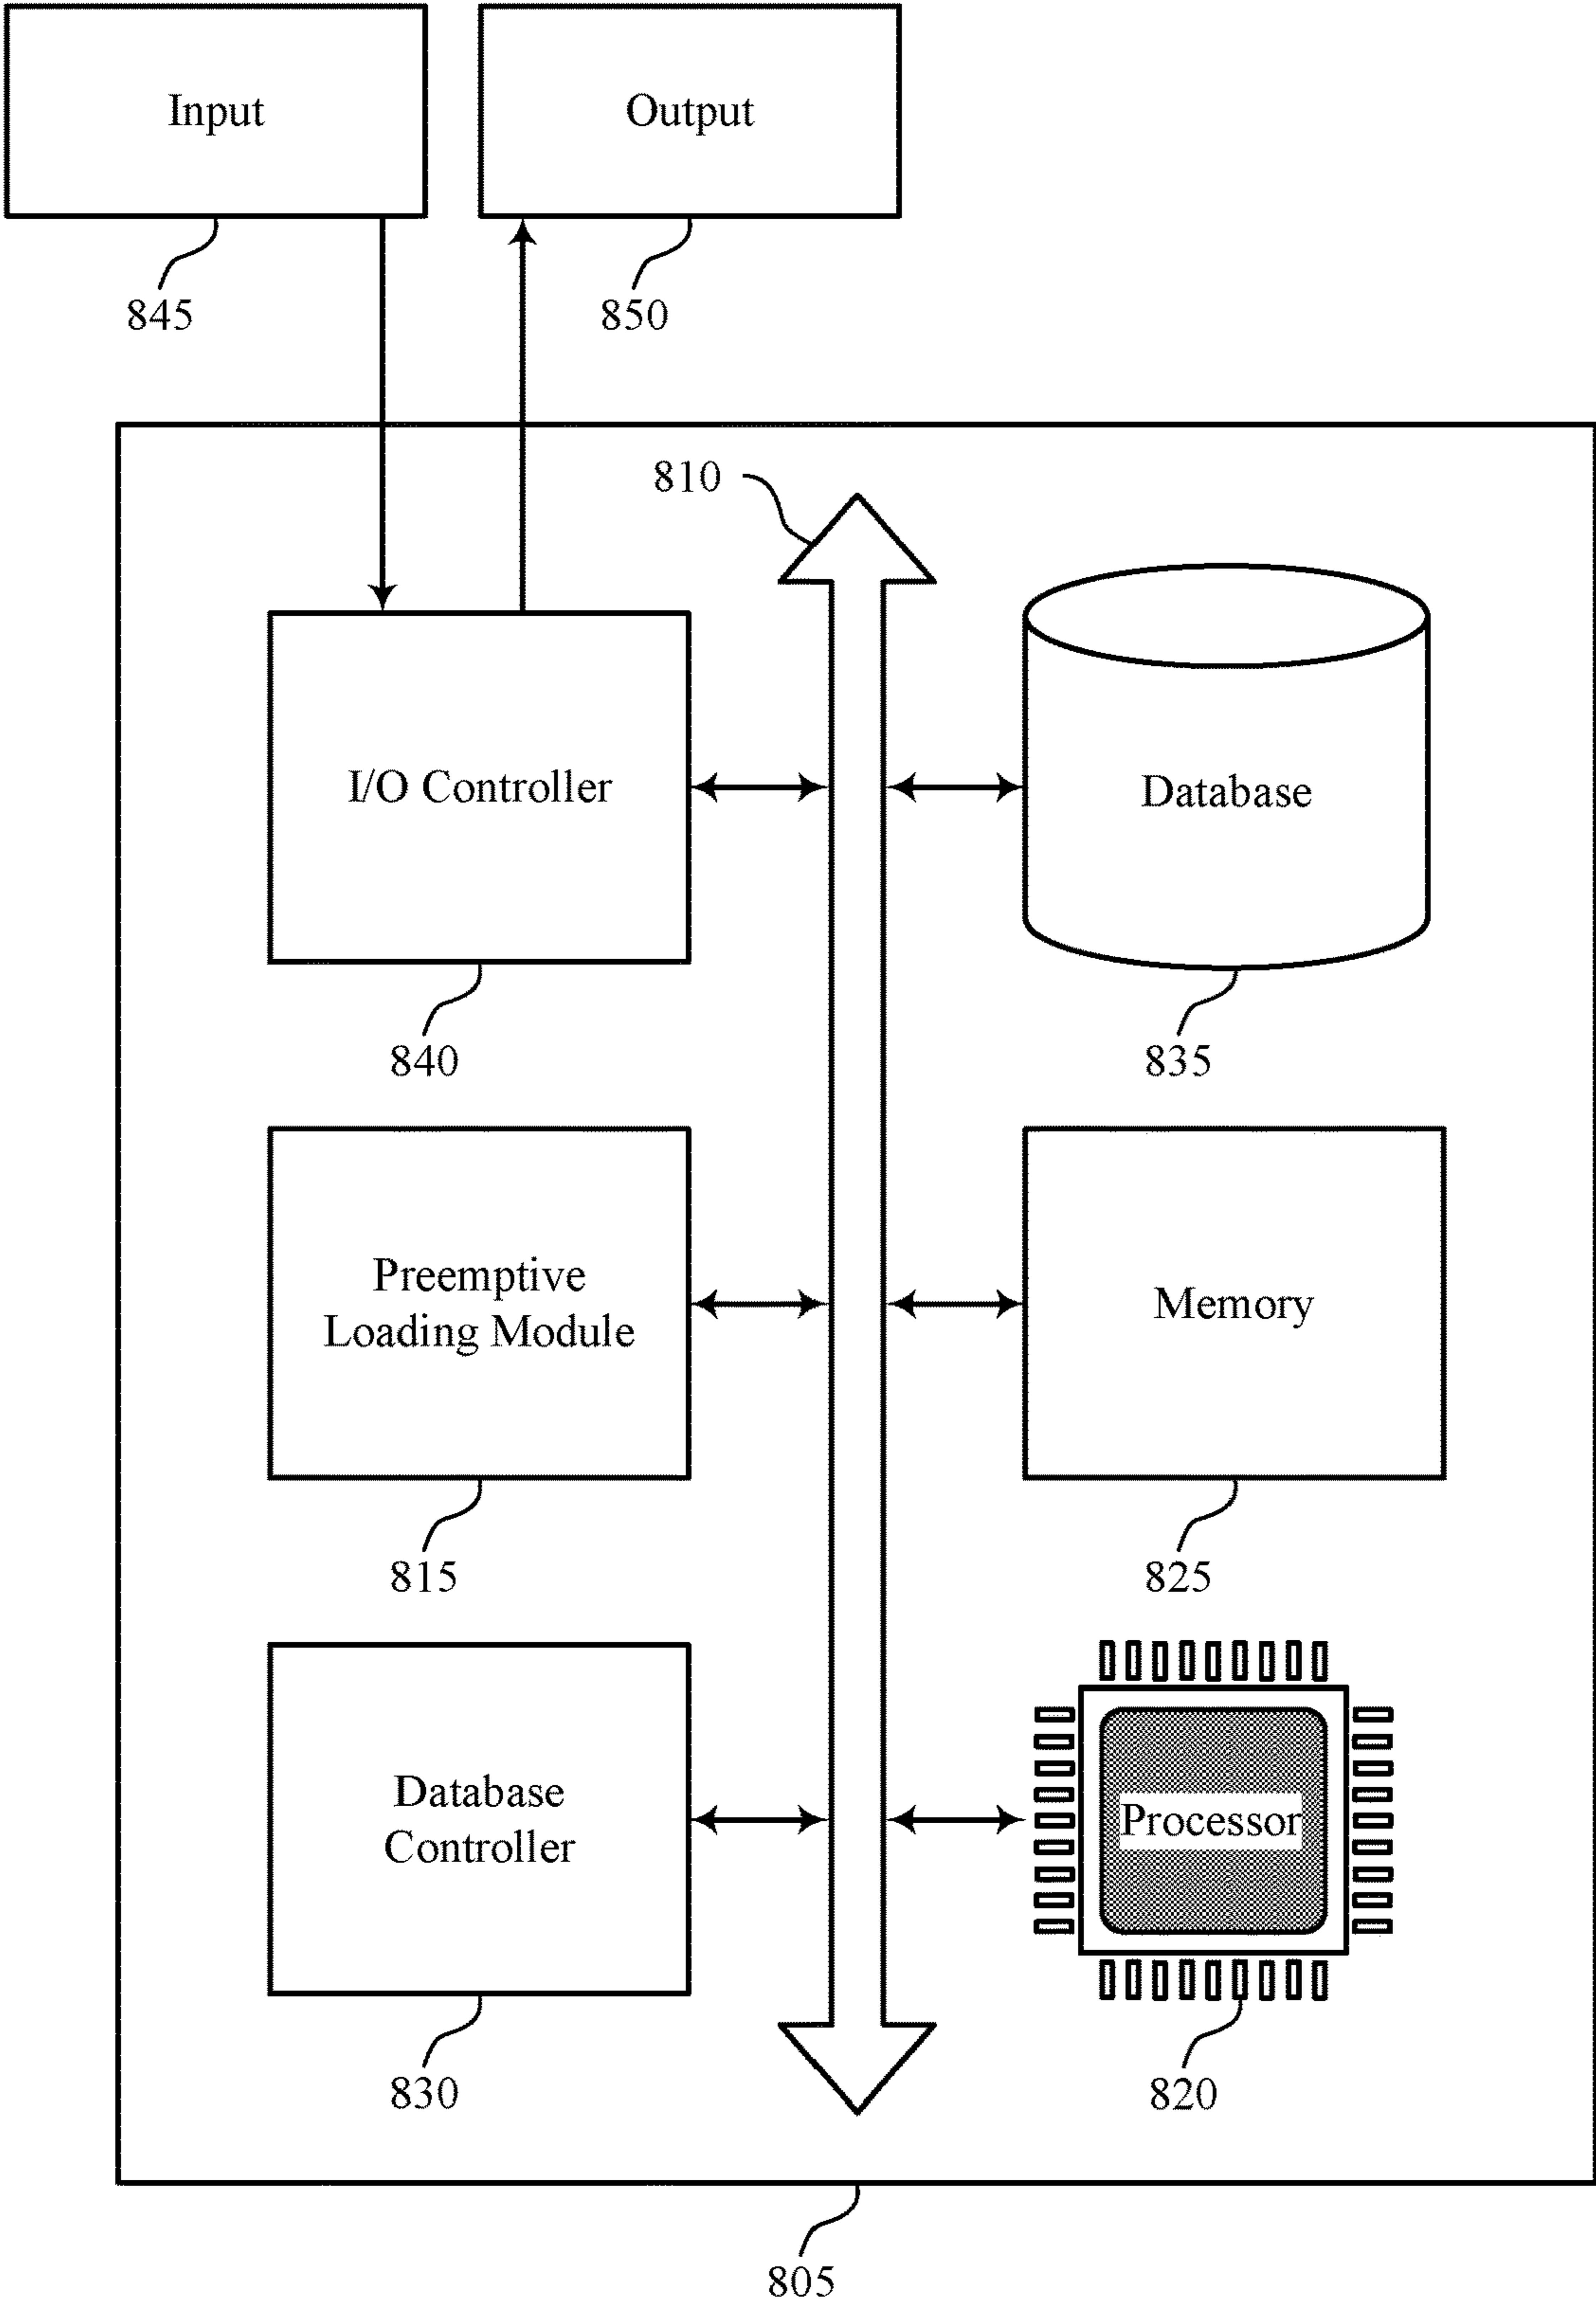 Input
Output
845
850
810
I/O Controller
Database
840
835
Preemptive
Loading Module
Memory
815
825
Database
Controller
Processor
830
820
805